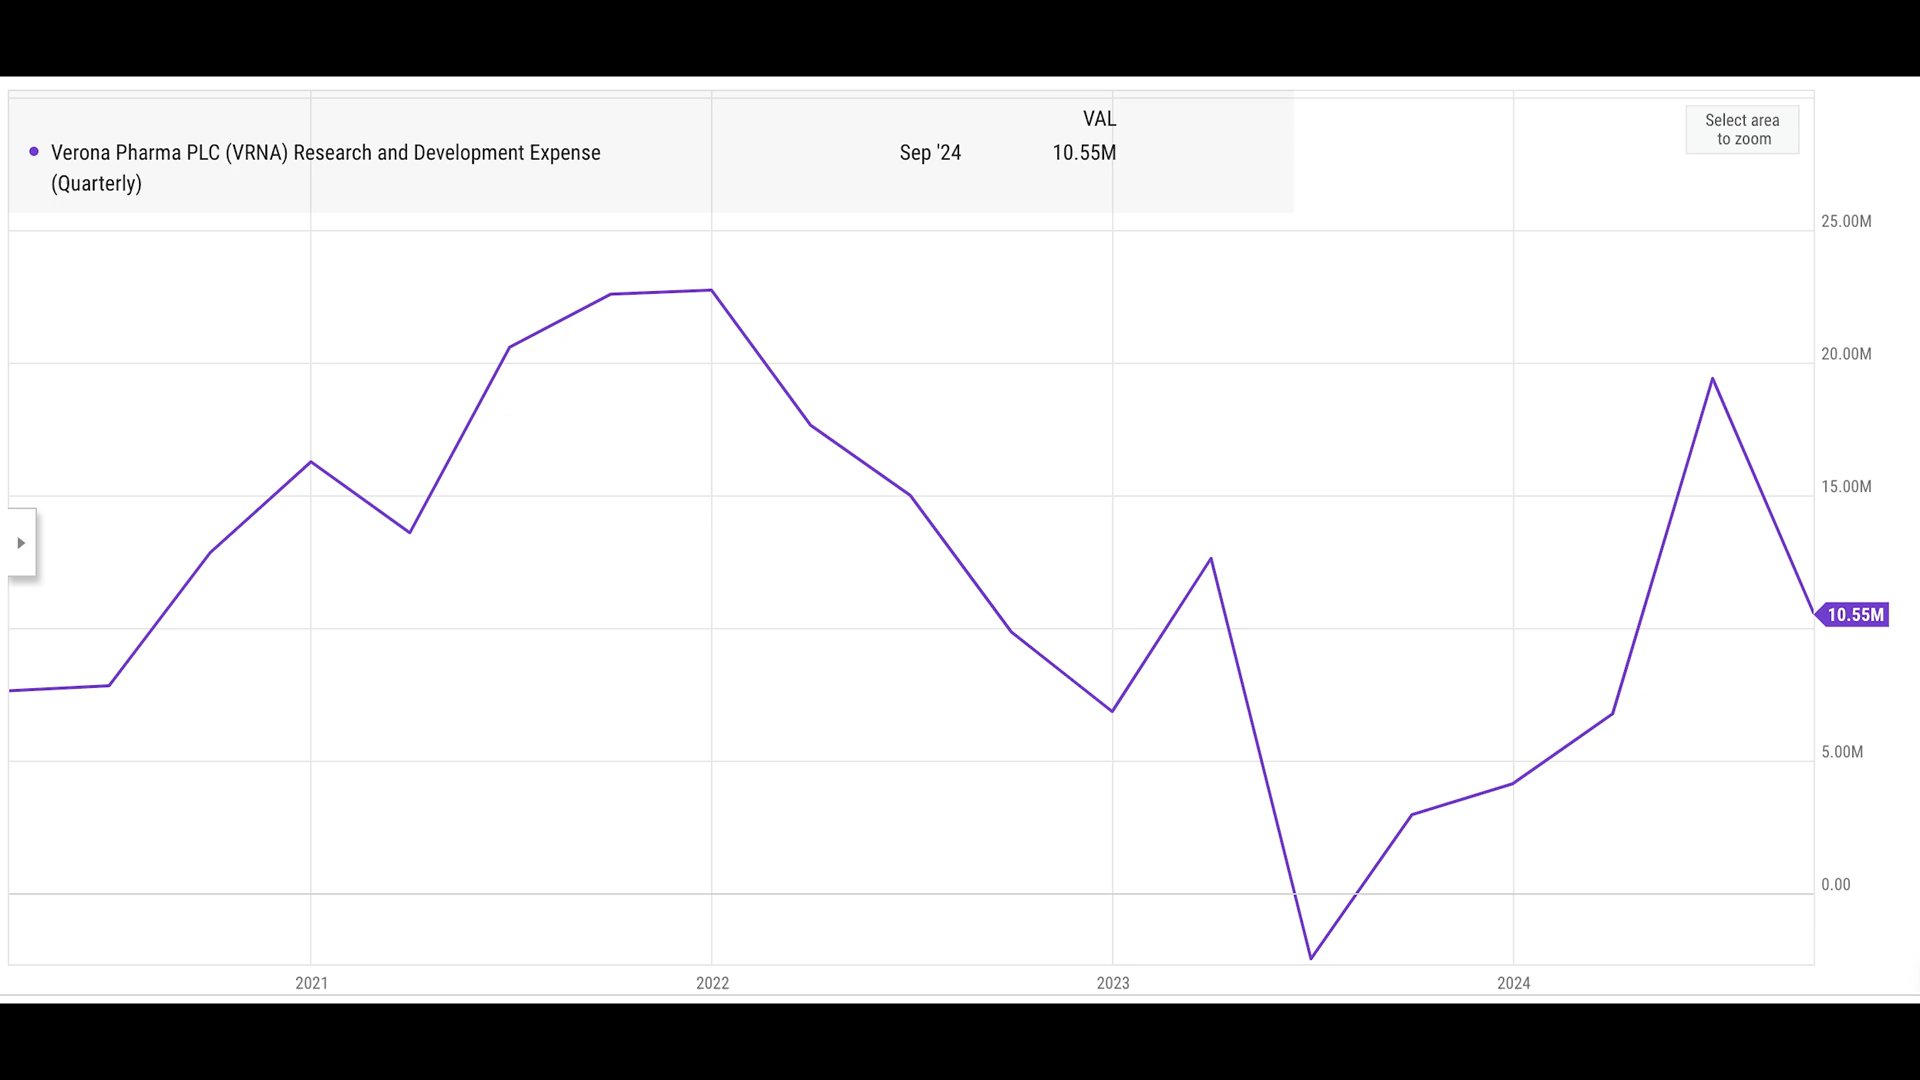 VAL
Verona Pharma PLC (VRNA) Research and Development Expense Sep '24 10.55M
(Quarterly)
Select area
to zoom
25.00M
20.00M
15.00M
10.55M
5.00M
0.00
2021 2022 2023 2024